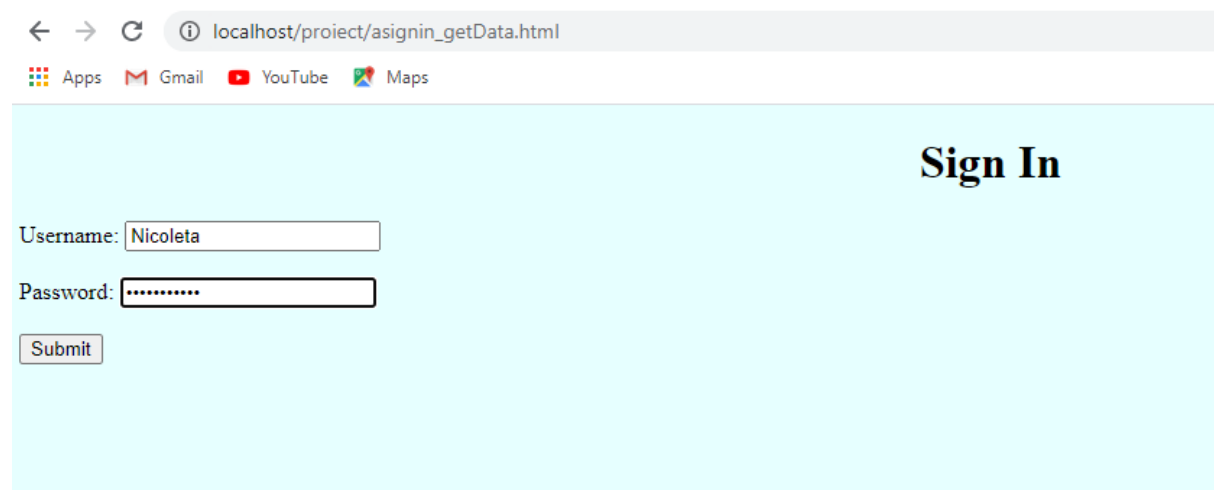 localhost/proiect/asignin_getData.html
Apps Gmail YouTube Maps
Sign In
Username: Nicoleta
Password: •••••••••••
Submit